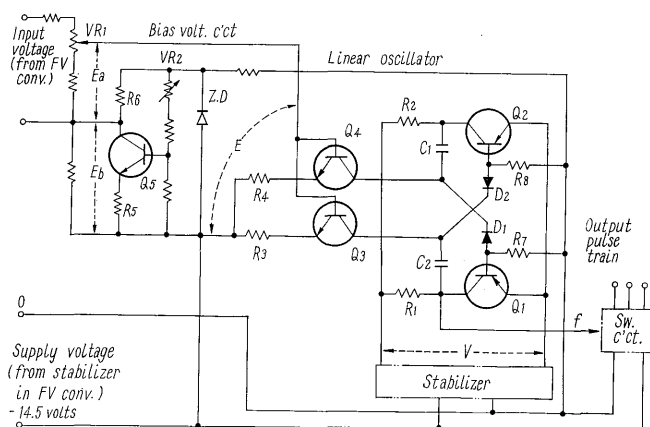 Input
voltage
(from FV
conv.)
VR1
Bias volt. c'ct
Linear oscillator
Ea
R6
VR2
Z.D
E
Q4
R2
C1
Q2
R8
D2
Eb
Q5
R5
R4
R3
Q3
D1
C2
R7
R1
Q1
Output
pulse
train
f
Sw.
c'ct.
V
Stabilizer
0
Supply voltage
(from stabilizer
in FV conv.)
-14.5 volts